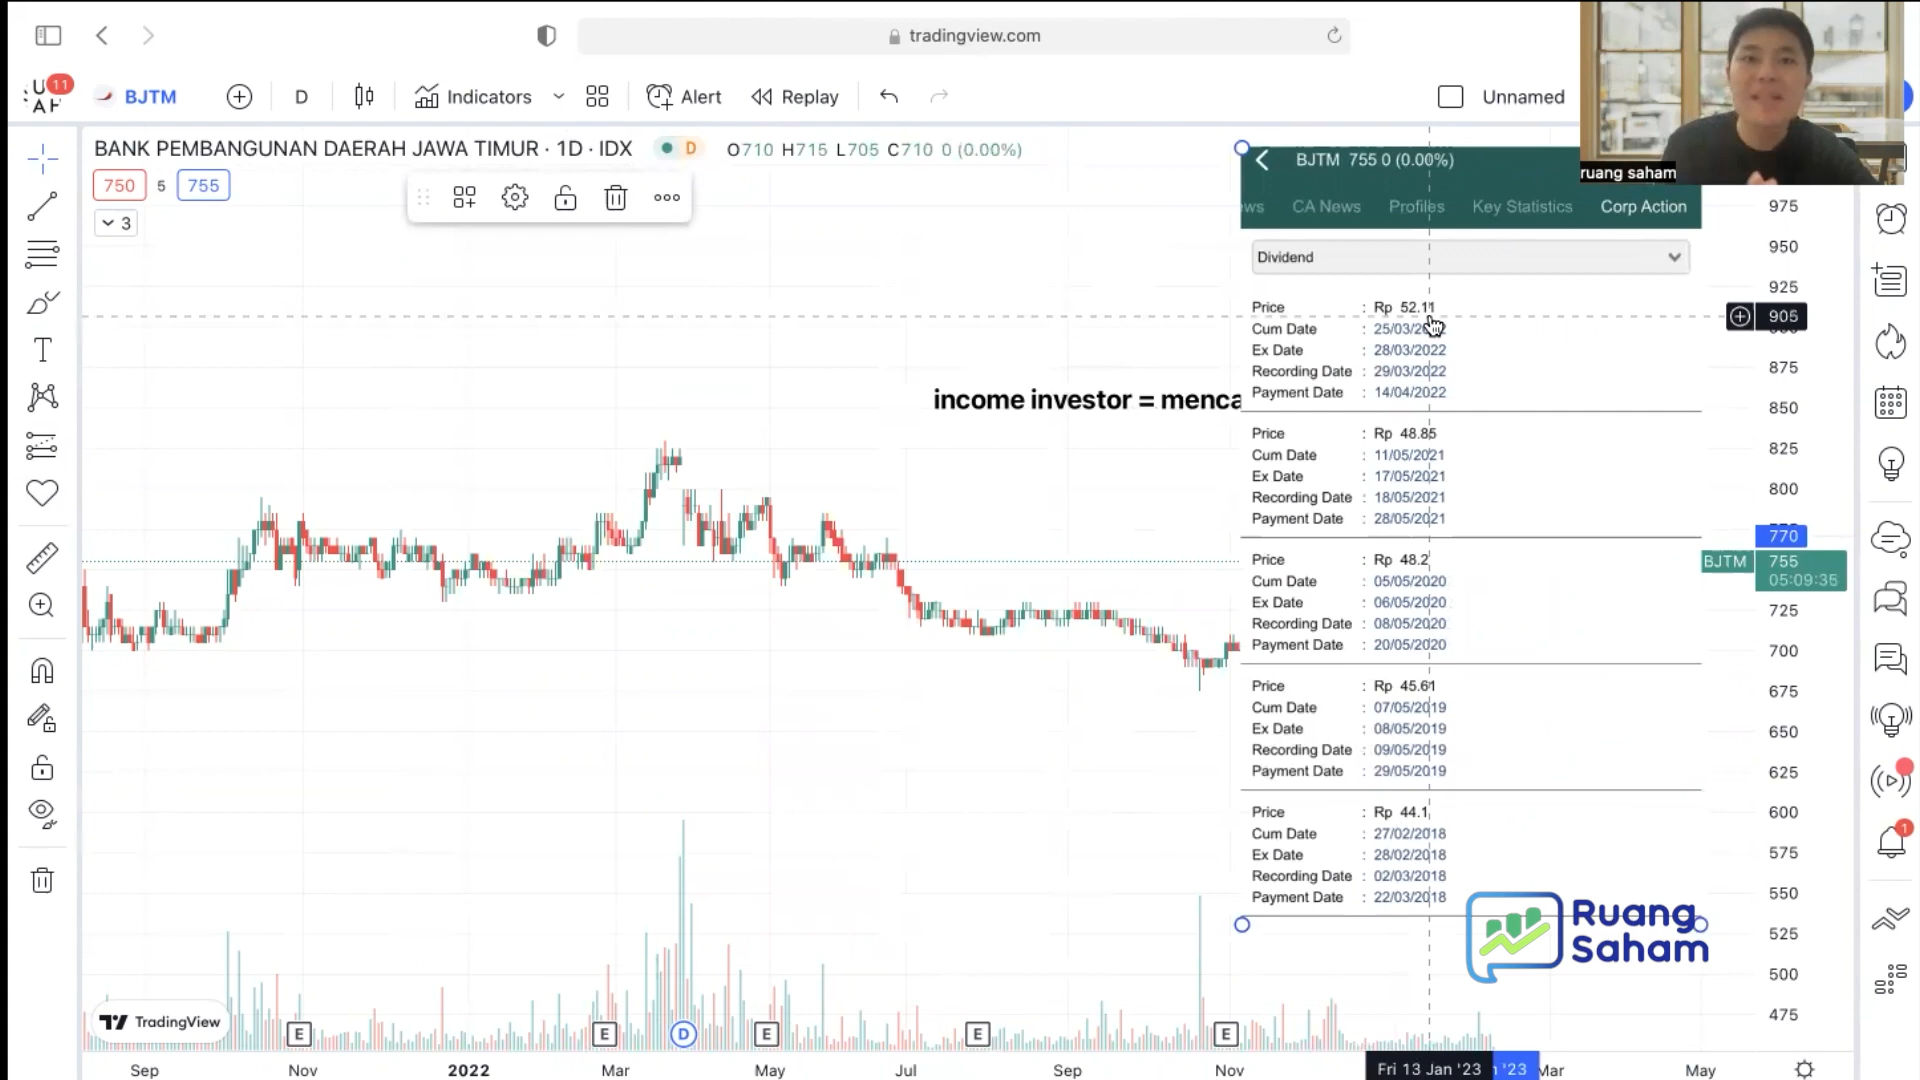 tradingview.com
11
BJTM
D
Indicators
Alert
Replay
Unnamed
ruang saham
BANK PEMBANGUNAN DAERAH JAWA TIMUR · 1D · IDX
D
O710 H715 L705 C710 0 (0.00%)
750 5 755
3
BJTM 755 0 (0.00%)
CA News Profiles Key Statistics Corp Action
Dividend
Price : Rp 52.11
Cum Date : 25/03/2022
Ex Date : 28/03/2022
Recording Date : 29/03/2022
Payment Date : 14/04/2022
income investor = menca
Price : Rp 48.85
Cum Date : 11/05/2021
Ex Date : 17/05/2021
Recording Date : 18/05/2021
Payment Date : 28/05/2021
Price : Rp 48.2
Cum Date : 05/05/2020
Ex Date : 06/05/2020
Recording Date : 08/05/2020
Payment Date : 20/05/2020
Price : Rp 45.61
Cum Date : 07/05/2019
Ex Date : 08/05/2019
Recording Date : 09/05/2019
Payment Date : 29/05/2019
Price : Rp 44.1
Cum Date : 27/02/2018
Ex Date : 28/02/2018
Recording Date : 02/03/2018
Payment Date : 22/03/2018
975
950
925
905
875
850
825
800
770
BJTM 755
05:09:35
725
700
675
650
625
600
575
550
525
500
475
1
Ruang
Saham
TradingView
E E D E E E
Sep Nov 2022 Mar May Jul Sep Nov Fri 13 Jan '23 '23 Mar May